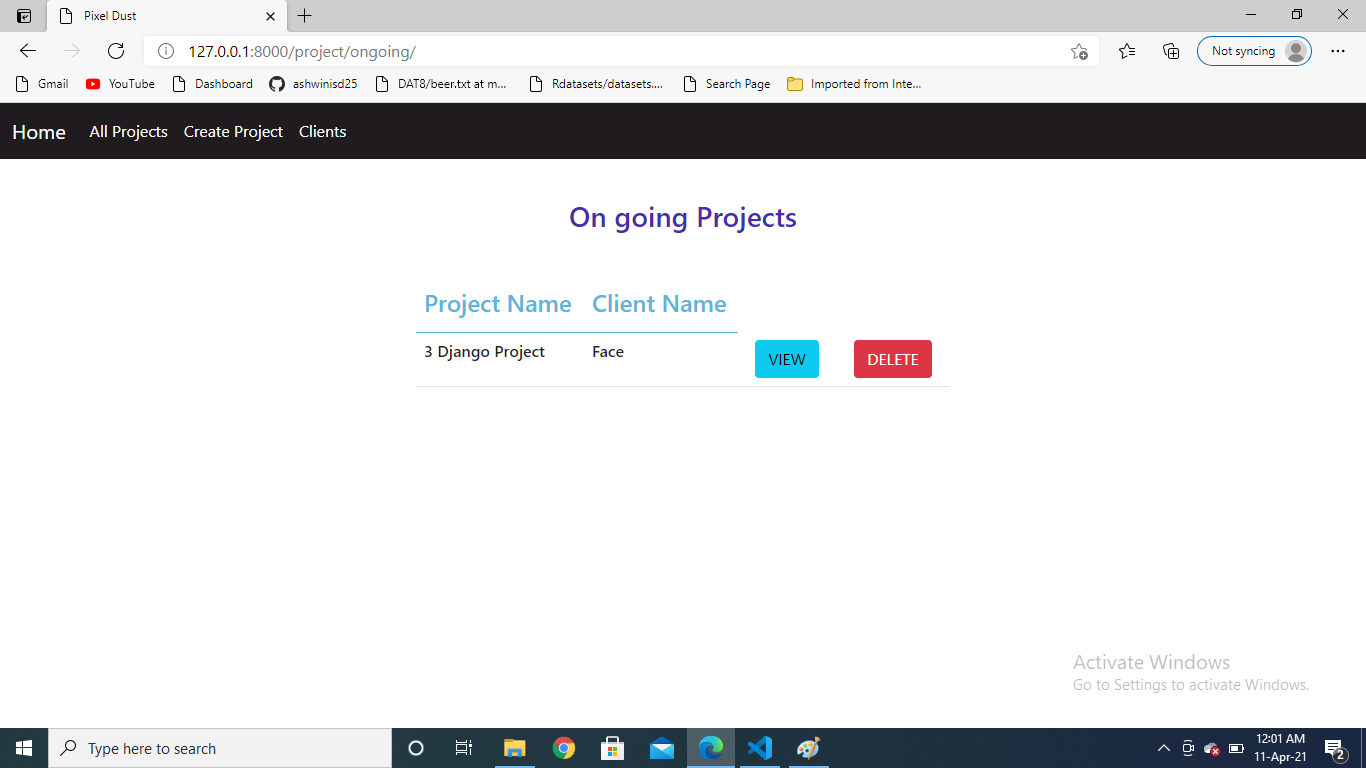 Pixel Dust
127.0.0.1:8000/project/ongoing/
Not syncing
Gmail YouTube Dashboard ashwinisd25 DAT8/beer.txt at m... Rdatasets/datasets.... Search Page Imported from Inte...
Home All Projects Create Project Clients
On going Projects
Project Name Client Name
3 Django Project Face VIEW DELETE
Activate Windows
Go to Settings to activate Windows.
Type here to search
12:01 AM
11-Apr-21
2